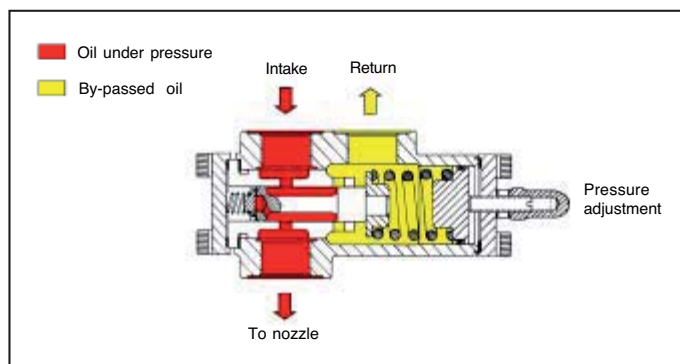 Oil under pressure
By-passed oil
Intake
Return
Pressure
adjustment
To nozzle